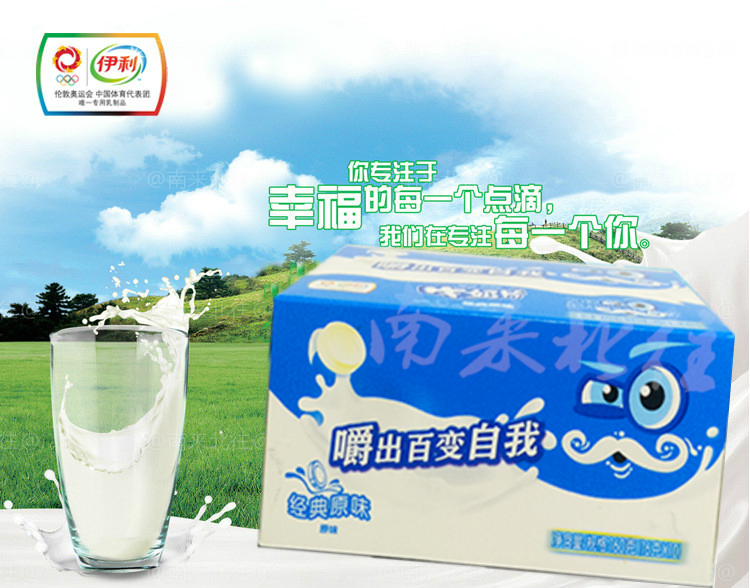 伊利
伦敦奥运会 中国体育代表团
唯一专用乳制品
你专注于
幸福的每一个点滴，
我们在专注每一个你。
南来北往
嚼出百变自我
经典原味
原味